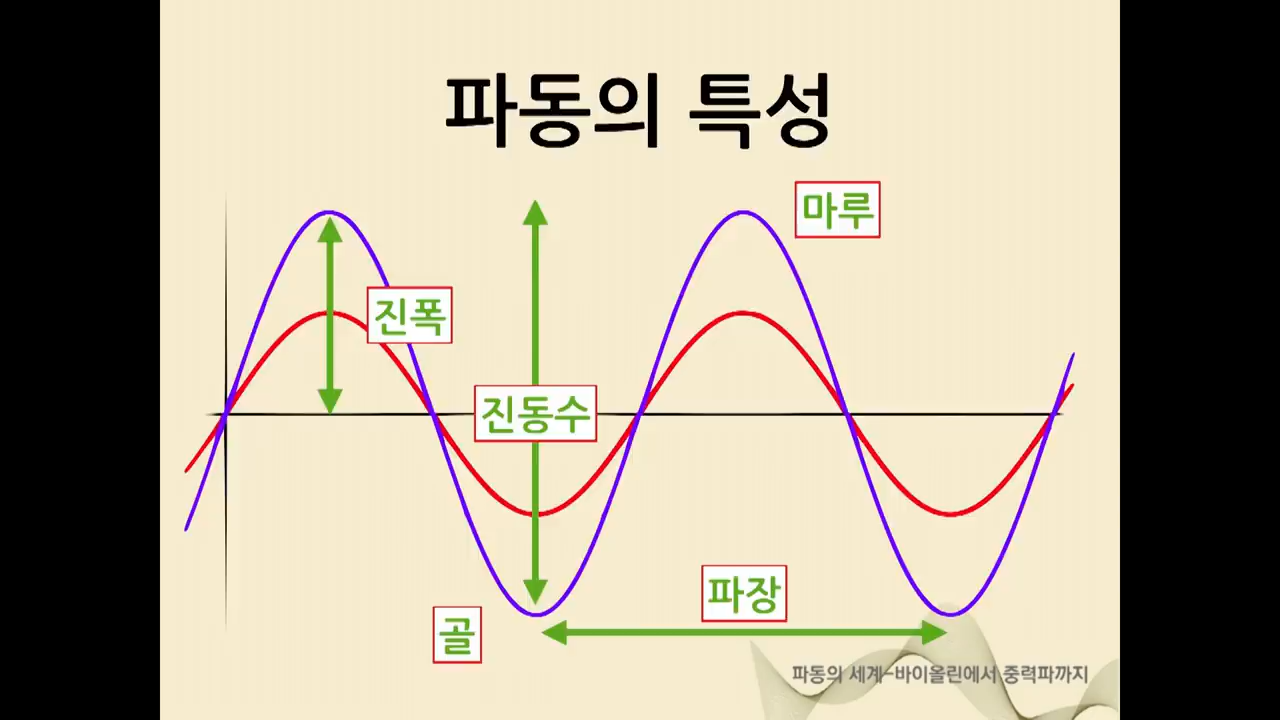 파동의 특성
마루
진폭
진동수
파장
골
파동의 세계-바이올린에서 중력파까지